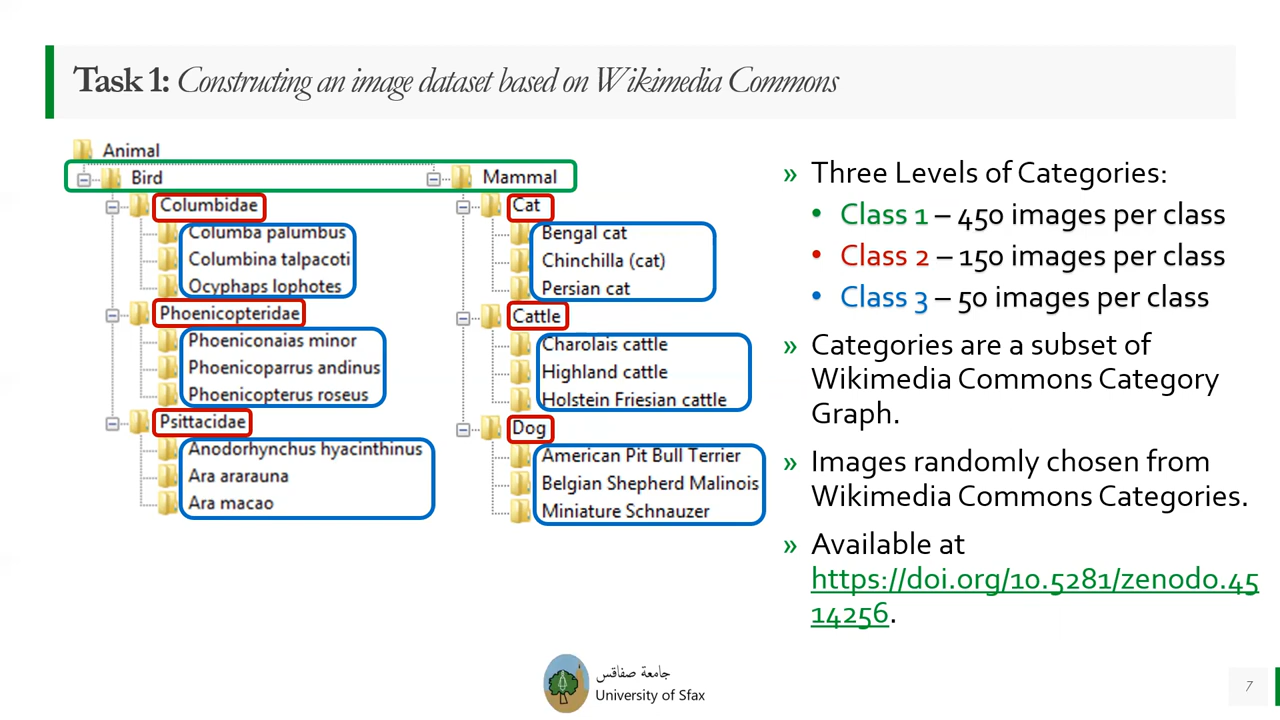 Task 1: Constructing an image dataset based on Wikimedia Commons
Animal
Bird
Columbidae
Columba palumbus
Columbina talpacoti
Ocyphaps lophotes
Phoenicopteridae
Phoeniconaias minor
Phoenicoparrus andinus
Phoenicopterus roseus
Psittacidae
Anodorhynchus hyacinthinus
Ara ararauna
Ara macao
Mammal
Cat
Bengal cat
Chinchilla (cat)
Persian cat
Cattle
Charolais cattle
Highland cattle
Holstein Friesian cattle
Dog
American Pit Bull Terrier
Belgian Shepherd Malinois
Miniature Schnauzer
» Three Levels of Categories:
• Class 1 – 450 images per class
• Class 2 – 150 images per class
• Class 3 – 50 images per class
» Categories are a subset of
Wikimedia Commons Category
Graph.
» Images randomly chosen from
Wikimedia Commons Categories.
» Available at
https://doi.org/10.5281/zenodo.45
14256.
جامعة صفاقس
University of Sfax
7